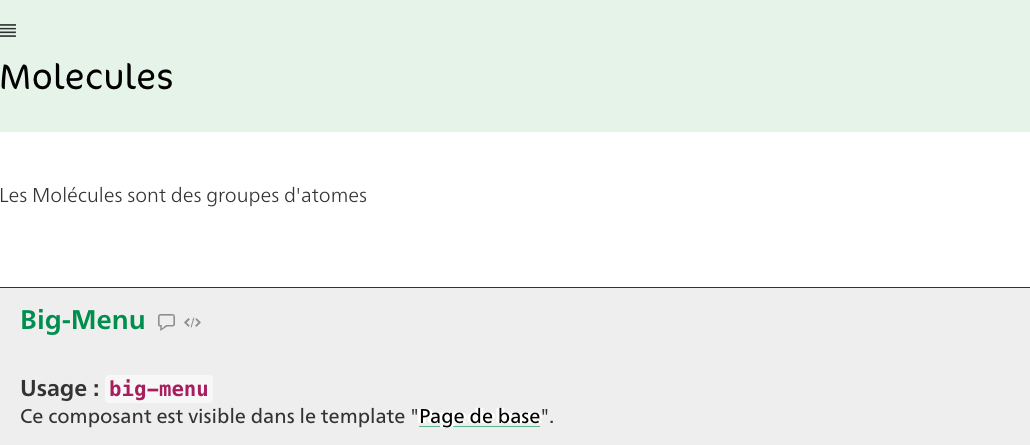 Molecules
Les Molécules sont des groupes d'atomes
Big-Menu
Usage : big-menu
Ce composant est visible dans le template "Page de base".